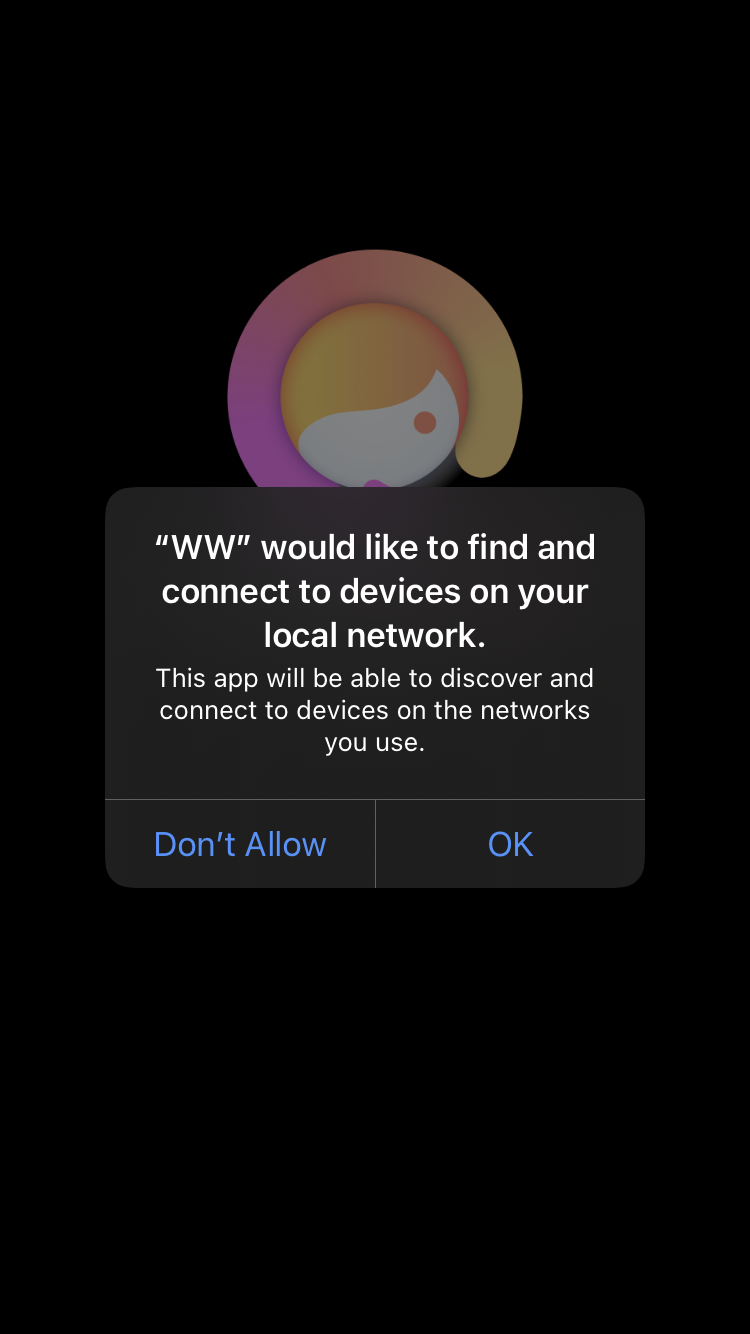 “WW” would like to find and
connect to devices on your
local network.
This app will be able to discover and
connect to devices on the networks
you use.
Don’t Allow
OK